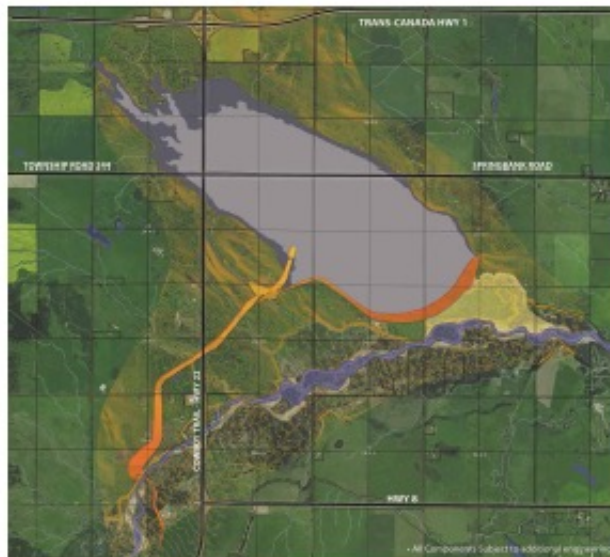 TRANS-CANADA HWY 1
TOWNSHIP ROAD 244
SPRINGBANK ROAD
COWBOY TRAIL HWY 22
HWY 8
• All Components Subject to additional